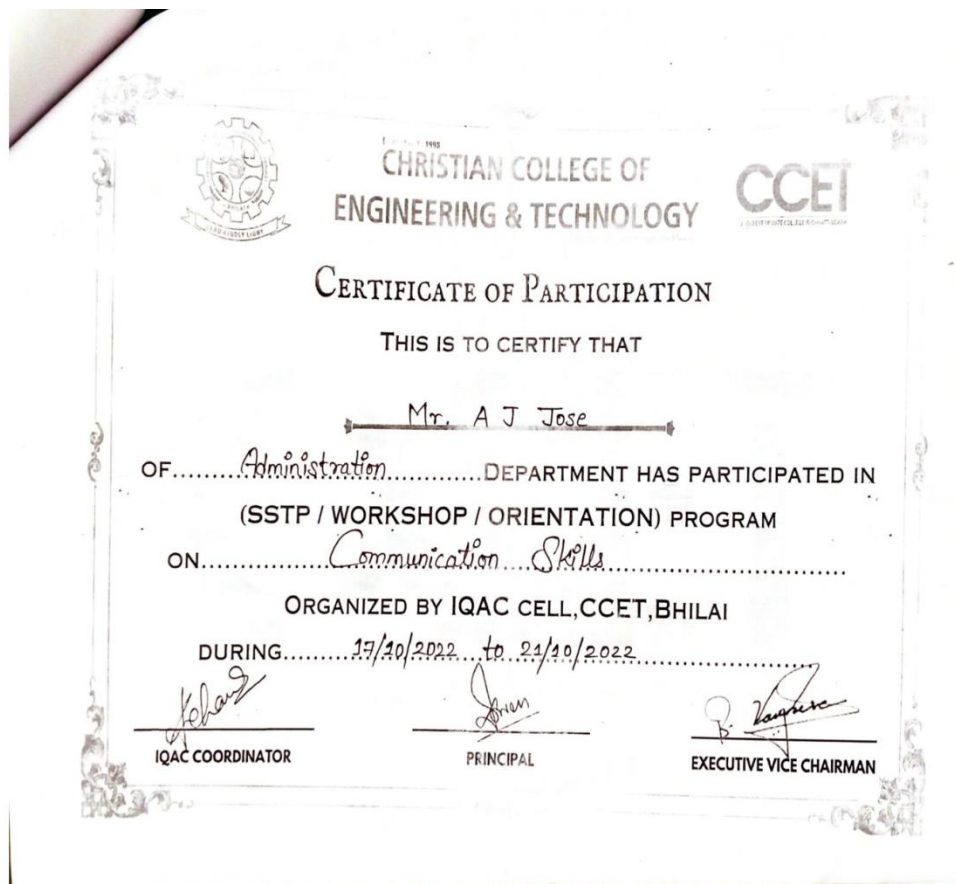 CHRISTIAN COLLEGE OF
ENGINEERING & TECHNOLOGY
CCET
CERTIFICATE OF PARTICIPATION
THIS IS TO CERTIFY THAT
Mr. A J Jose
OF.........Administration.............DEPARTMENT HAS PARTICIPATED IN
(SSTP / WORKSHOP / ORIENTATION) PROGRAM
ON................Communication....Skills..............................
ORGANIZED BY IQAC CELL,CCET,BHILAI
DURING.........17/10/2022...to 21/10/2022......................
IQAC COORDINATOR
PRINCIPAL
EXECUTIVE VICE CHAIRMAN